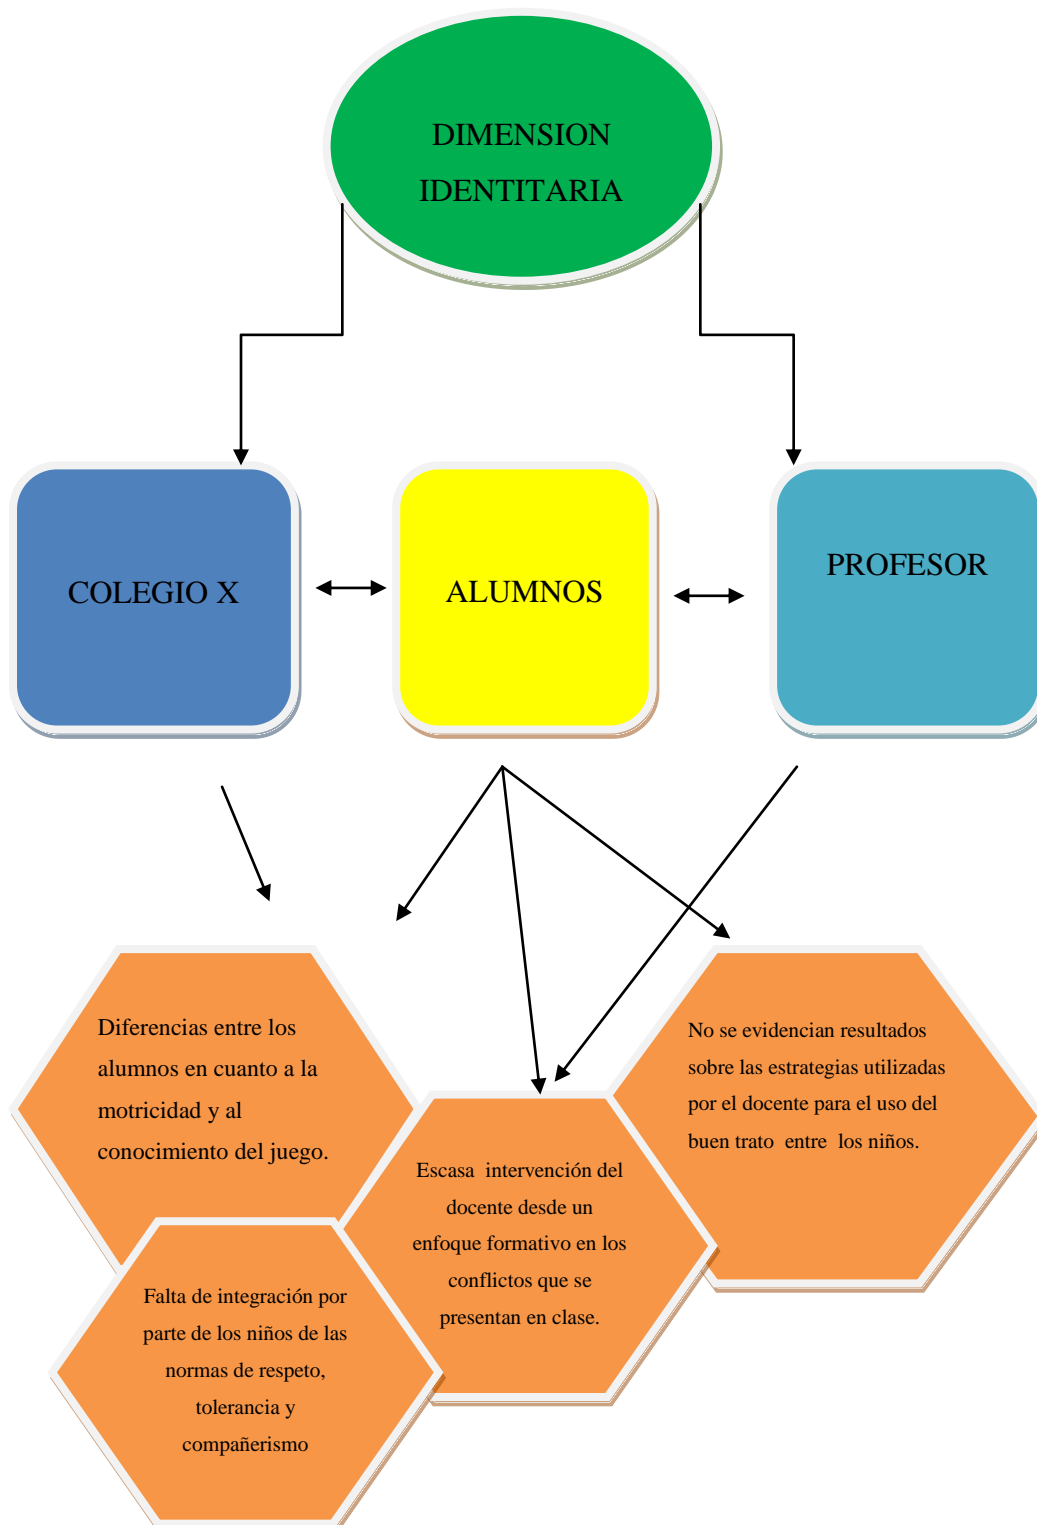 DIMENSION
IDENTITARIA
COLEGIO X
ALUMNOS
PROFESOR
Diferencias entre los
alumnos en cuanto a la
motricidad y al
conocimiento del juego.
No se evidencian resultados
sobre las estrategias utilizadas
por el docente para el uso del
buen trato entre los niños.
Escasa intervención del
docente desde un
enfoque formativo en los
conflictos que se
presentan en clase.
Falta de integración por
parte de los niños de las
normas de respeto,
tolerancia y
compañerismo